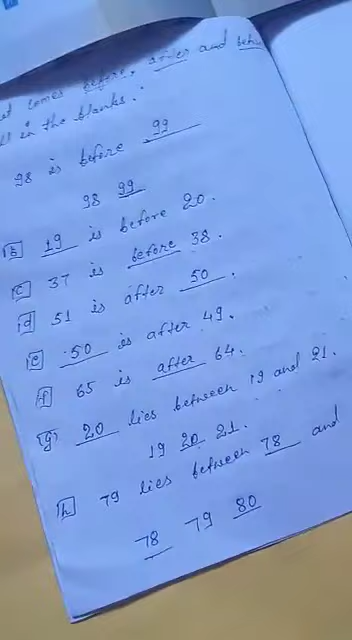 comes before, after and
in the blanks.
98 is before 99
98 99
[b] 19 is before 20.
[c] 37 is before 38.
[d] 51 is after 50.
[e] 50 is after 49.
[f] 65 is after 64.
[g] 20 lies between 19 and 21.
19 20 21.
[h] 79 lies between 78 and
78 79 80